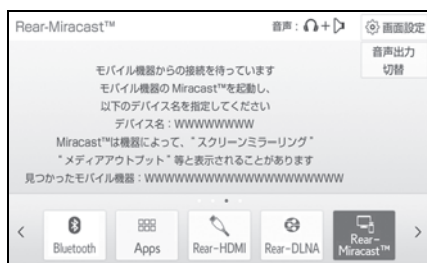 Rear-Miracast™
音声: +
画面設定
音声出力
切替
モバイル機器からの接続を待っています
モバイル機器の Miracast™を起動し、
以下のデバイス名を指定してください
デバイス名：WWWWWWWW
Miracast™は機器によって、“スクリーンミラーリング”
“メディアアウトプット”等と表示されることがあります
見つかったモバイル機器：WWWWWWWWWWWWWWWWWWWW
Bluetooth
Apps
Rear-HDMI
Rear-DLNA
Rear-
Miracast™